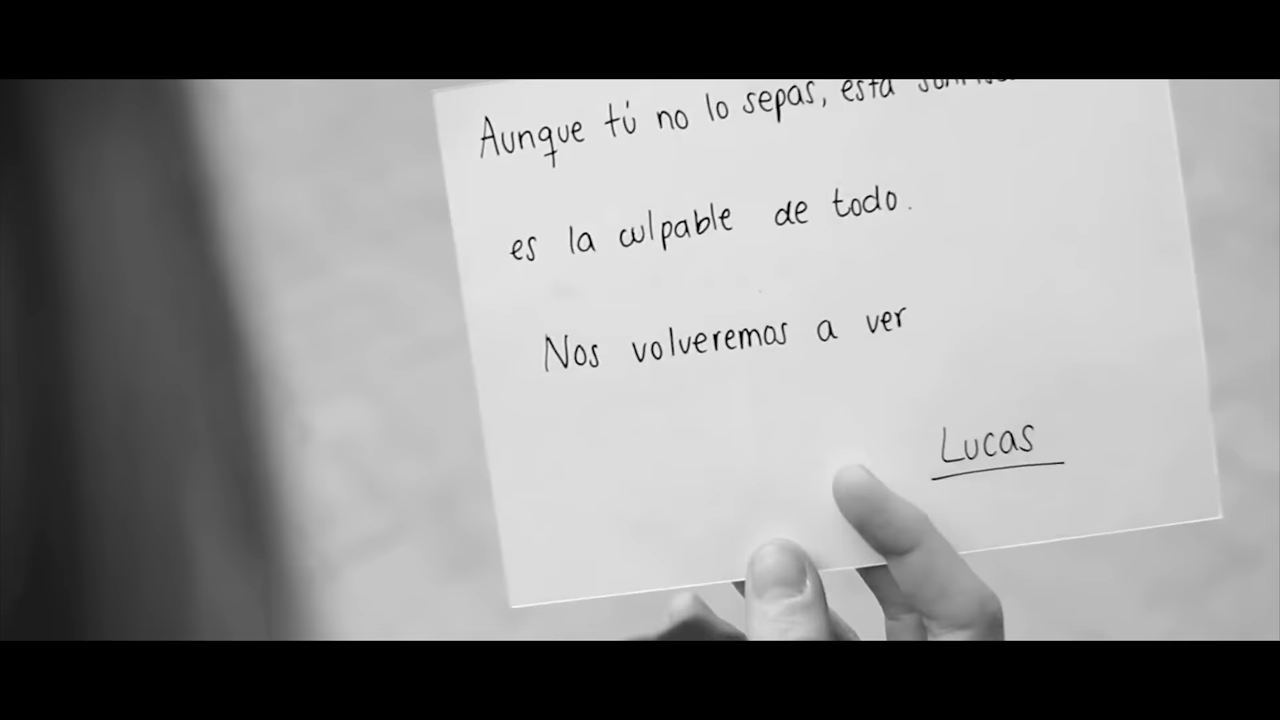 Aunque tú no lo sepas, esta
es la culpable de todo.
Nos volveremos a ver
Lucas